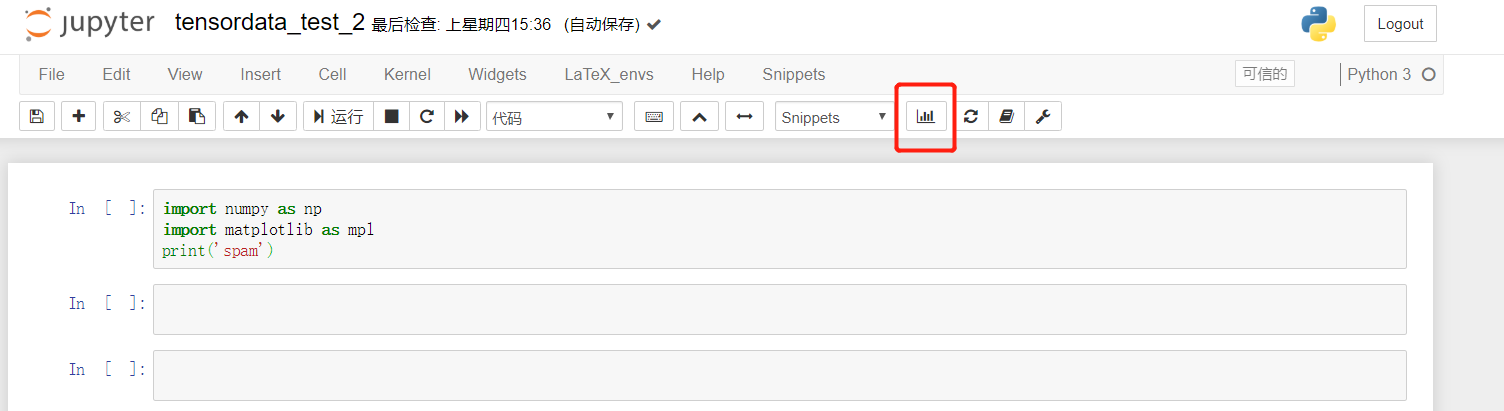 jupyter tensordata_test_2 最后检查: 上星期四15:36 (自动保存) Logout
File Edit View Insert Cell Kernel Widgets LaTeX_envs Help Snippets 可信的 Python 3
运行 代码 Snippets
In [ ]: import numpy as np
import matplotlib as mpl
print('spam')
In [ ]:
In [ ]: